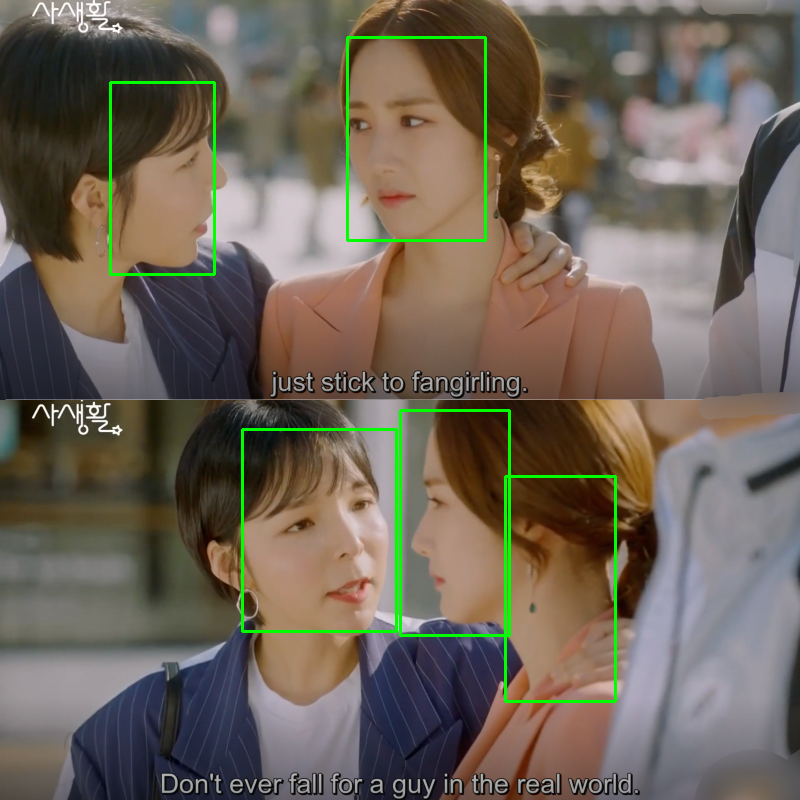 사생활
just stick to fangirling.
사생활
Don't ever fall for a guy in the real world.